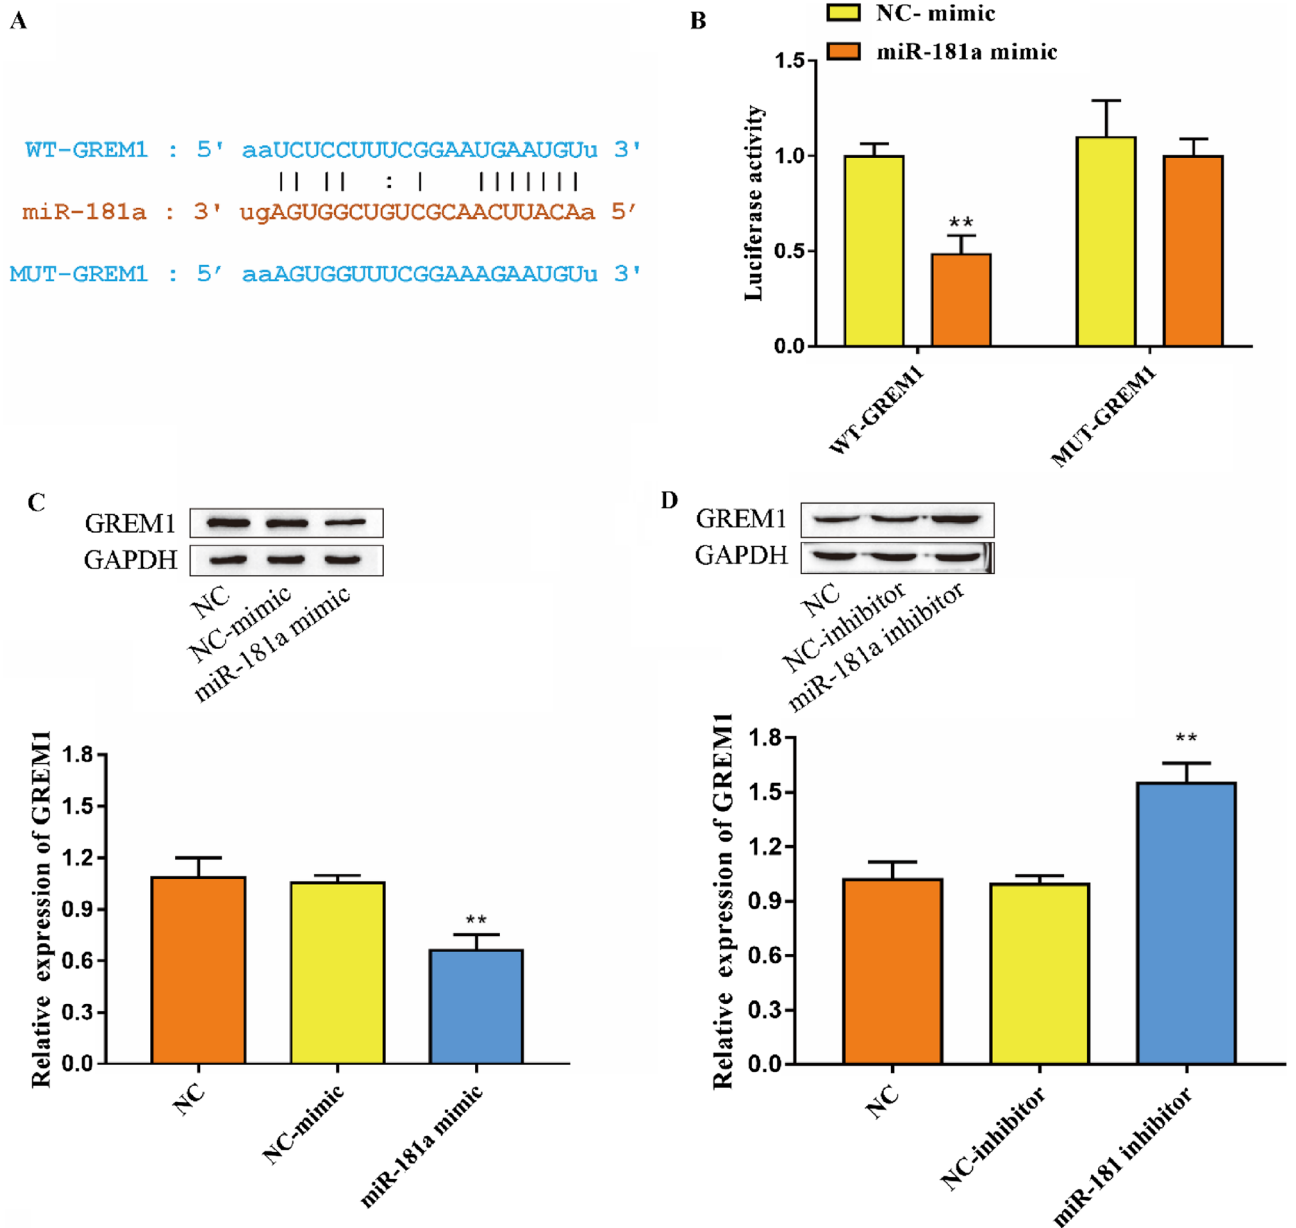 A
WT-GREM1 : 5' aaUCUCCUUUCGGAAUGAAUGUu 3'
miR-181a : 3' ugAGUGGCUGUCGCAACUUACAa 5'
MUT-GREM1 : 5' aaAGUGGUUUCGGAAAGAAUGUu 3'
B
NC- mimic
miR-181a mimic
Luciferase activity
1.5
1.0
0.5
0.0
**
WT-GREM1
MUT-GREM1
C
GREM1
GAPDH
NC
NC-mimic
miR-181a mimic
Relative expression of GREM1
1.8
1.5
1.2
0.9
0.6
0.3
0.0
**
NC
NC-mimic
miR-181a mimic
D
GREM1
GAPDH
NC
NC-inhibitor
miR-181a inhibitor
Relative expression of GREM1
1.8
1.5
1.2
0.9
0.6
0.3
0.0
**
NC
NC-inhibitor
miR-181 inhibitor